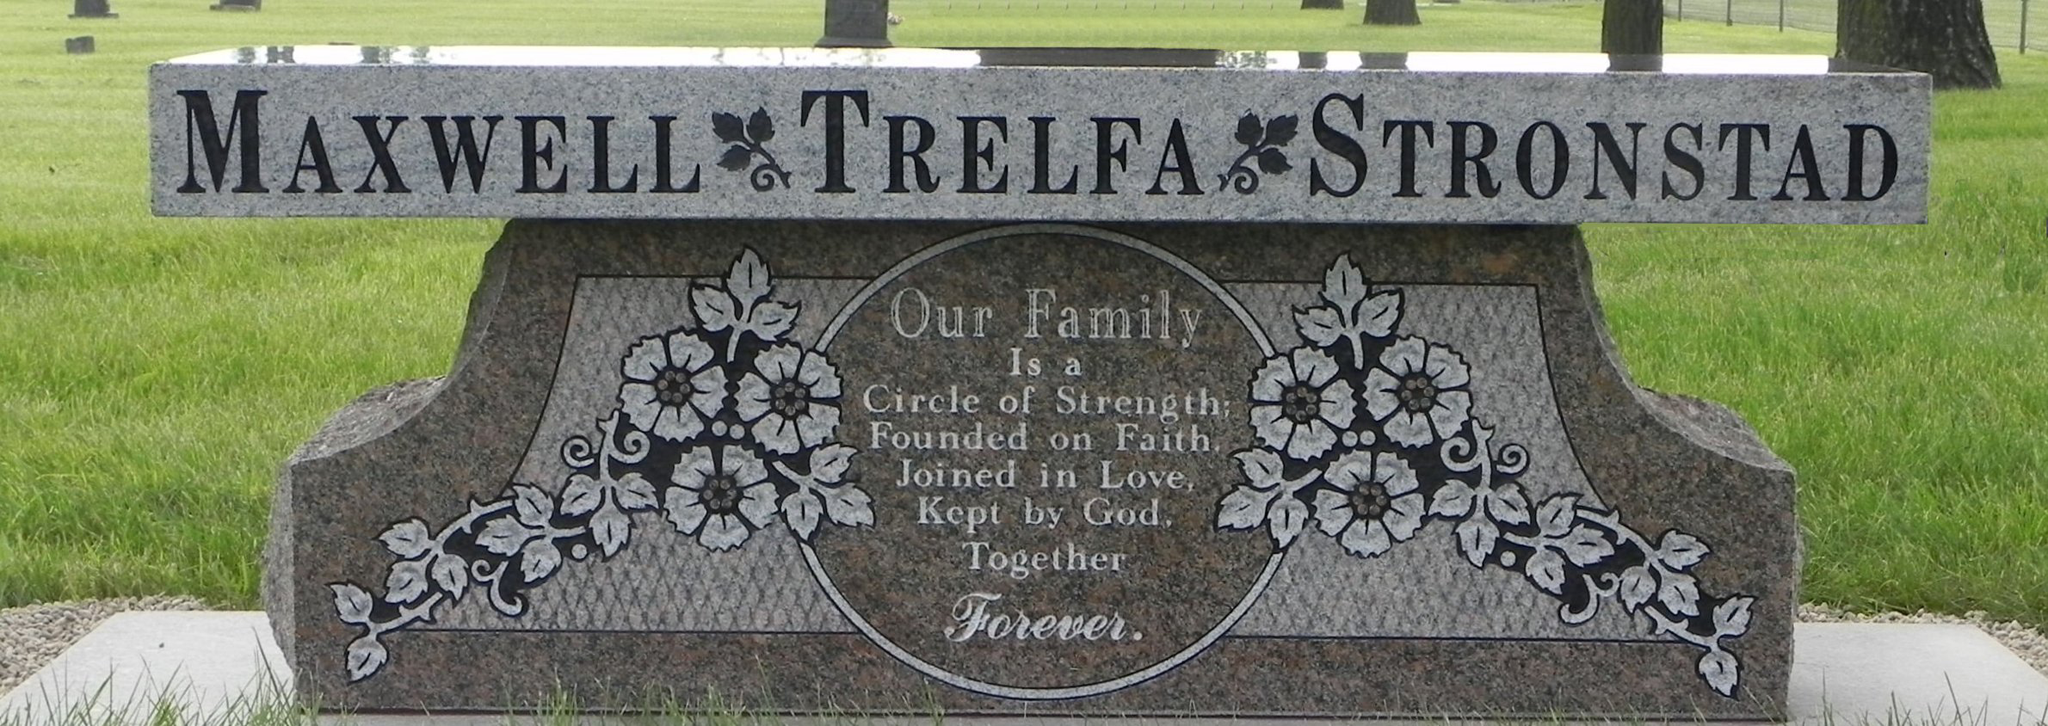 MAXWELL TRELFA STRONSTAD
Our Family
Is a
Circle of Strength;
Founded on Faith,
Joined in Love,
Kept by God,
Together
Forever.